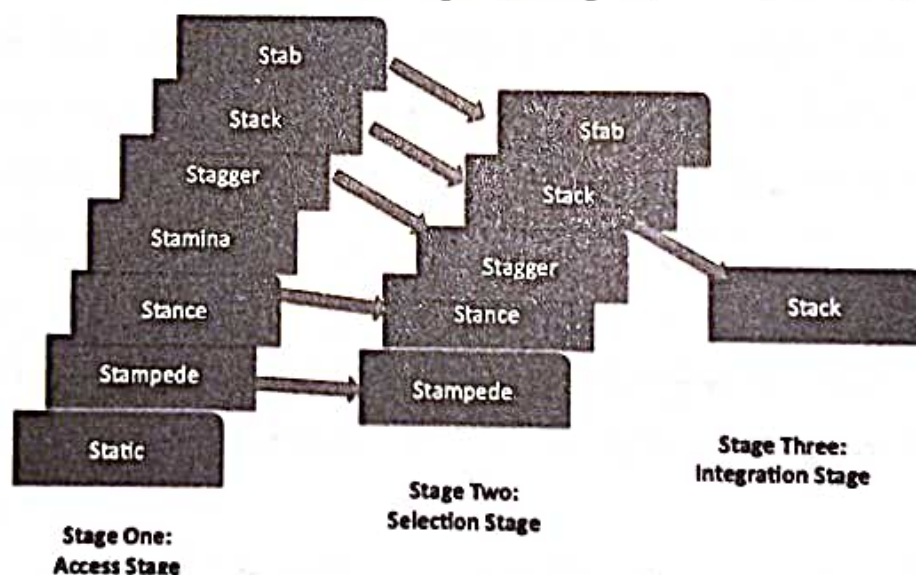 Stab
Stack
Stagger
Stamina
Stance
Stampede
Static
Stage One:
Access Stage
Stab
Stack
Stagger
Stance
Stampede
Stage Two:
Selection Stage
Stack
Stage Three:
Integration Stage